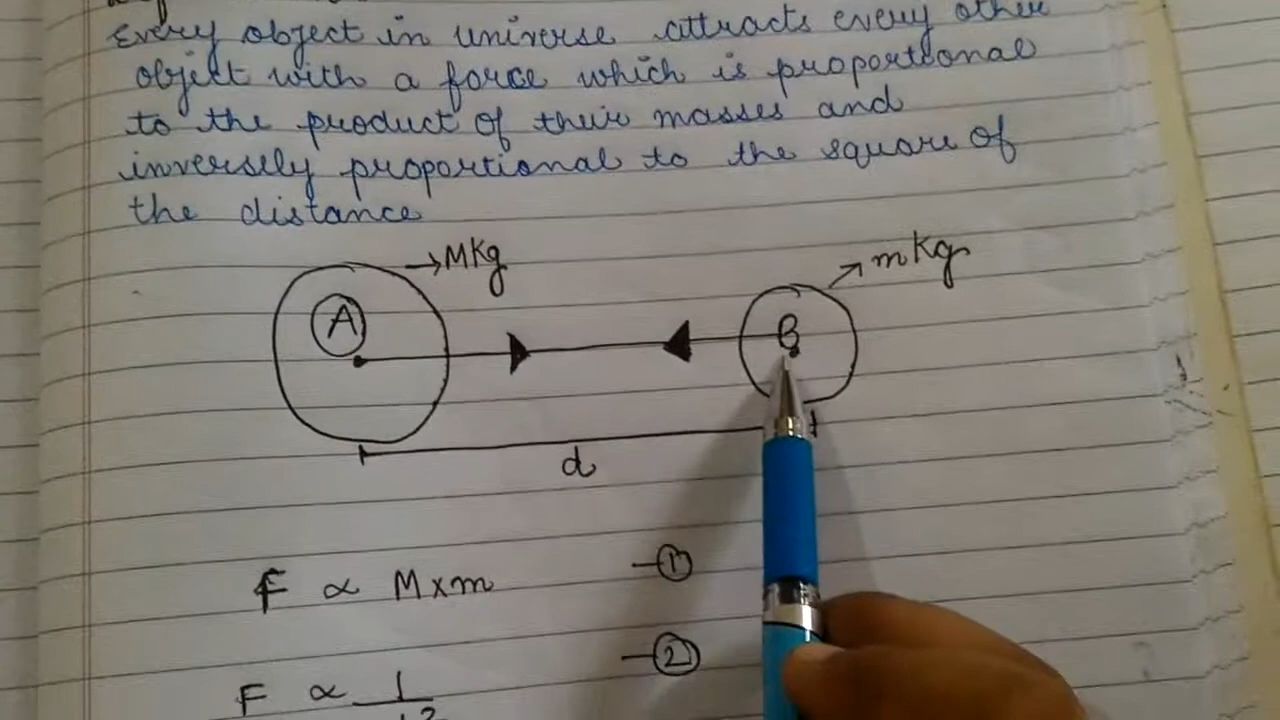 Every object in universe attracts every other
object with a force which is proportional
to the product of their masses and
inversely proportional to the square of
the distance
→MKg
→mKg
A
B
d
F ∝ M×m —①
—②
F ∝ 1